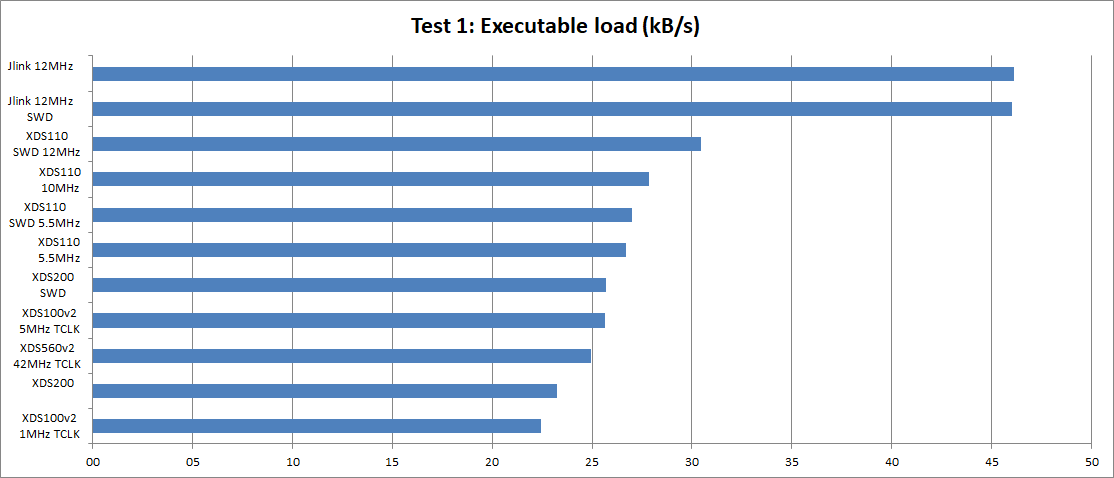 Test 1: Executable load (kB/s)
Jlink 12MHz
Jlink 12MHz
SWD
XDS110
SWD 12MHz
XDS110
10MHz
XDS110
SWD 5.5MHz
XDS110
5.5MHz
XDS200
SWD
XDS100v2
5MHz TCLK
XDS560v2
42MHz TCLK
XDS200
XDS100v2
1MHz TCLK
00 05 10 15 20 25 30 35 40 45 50